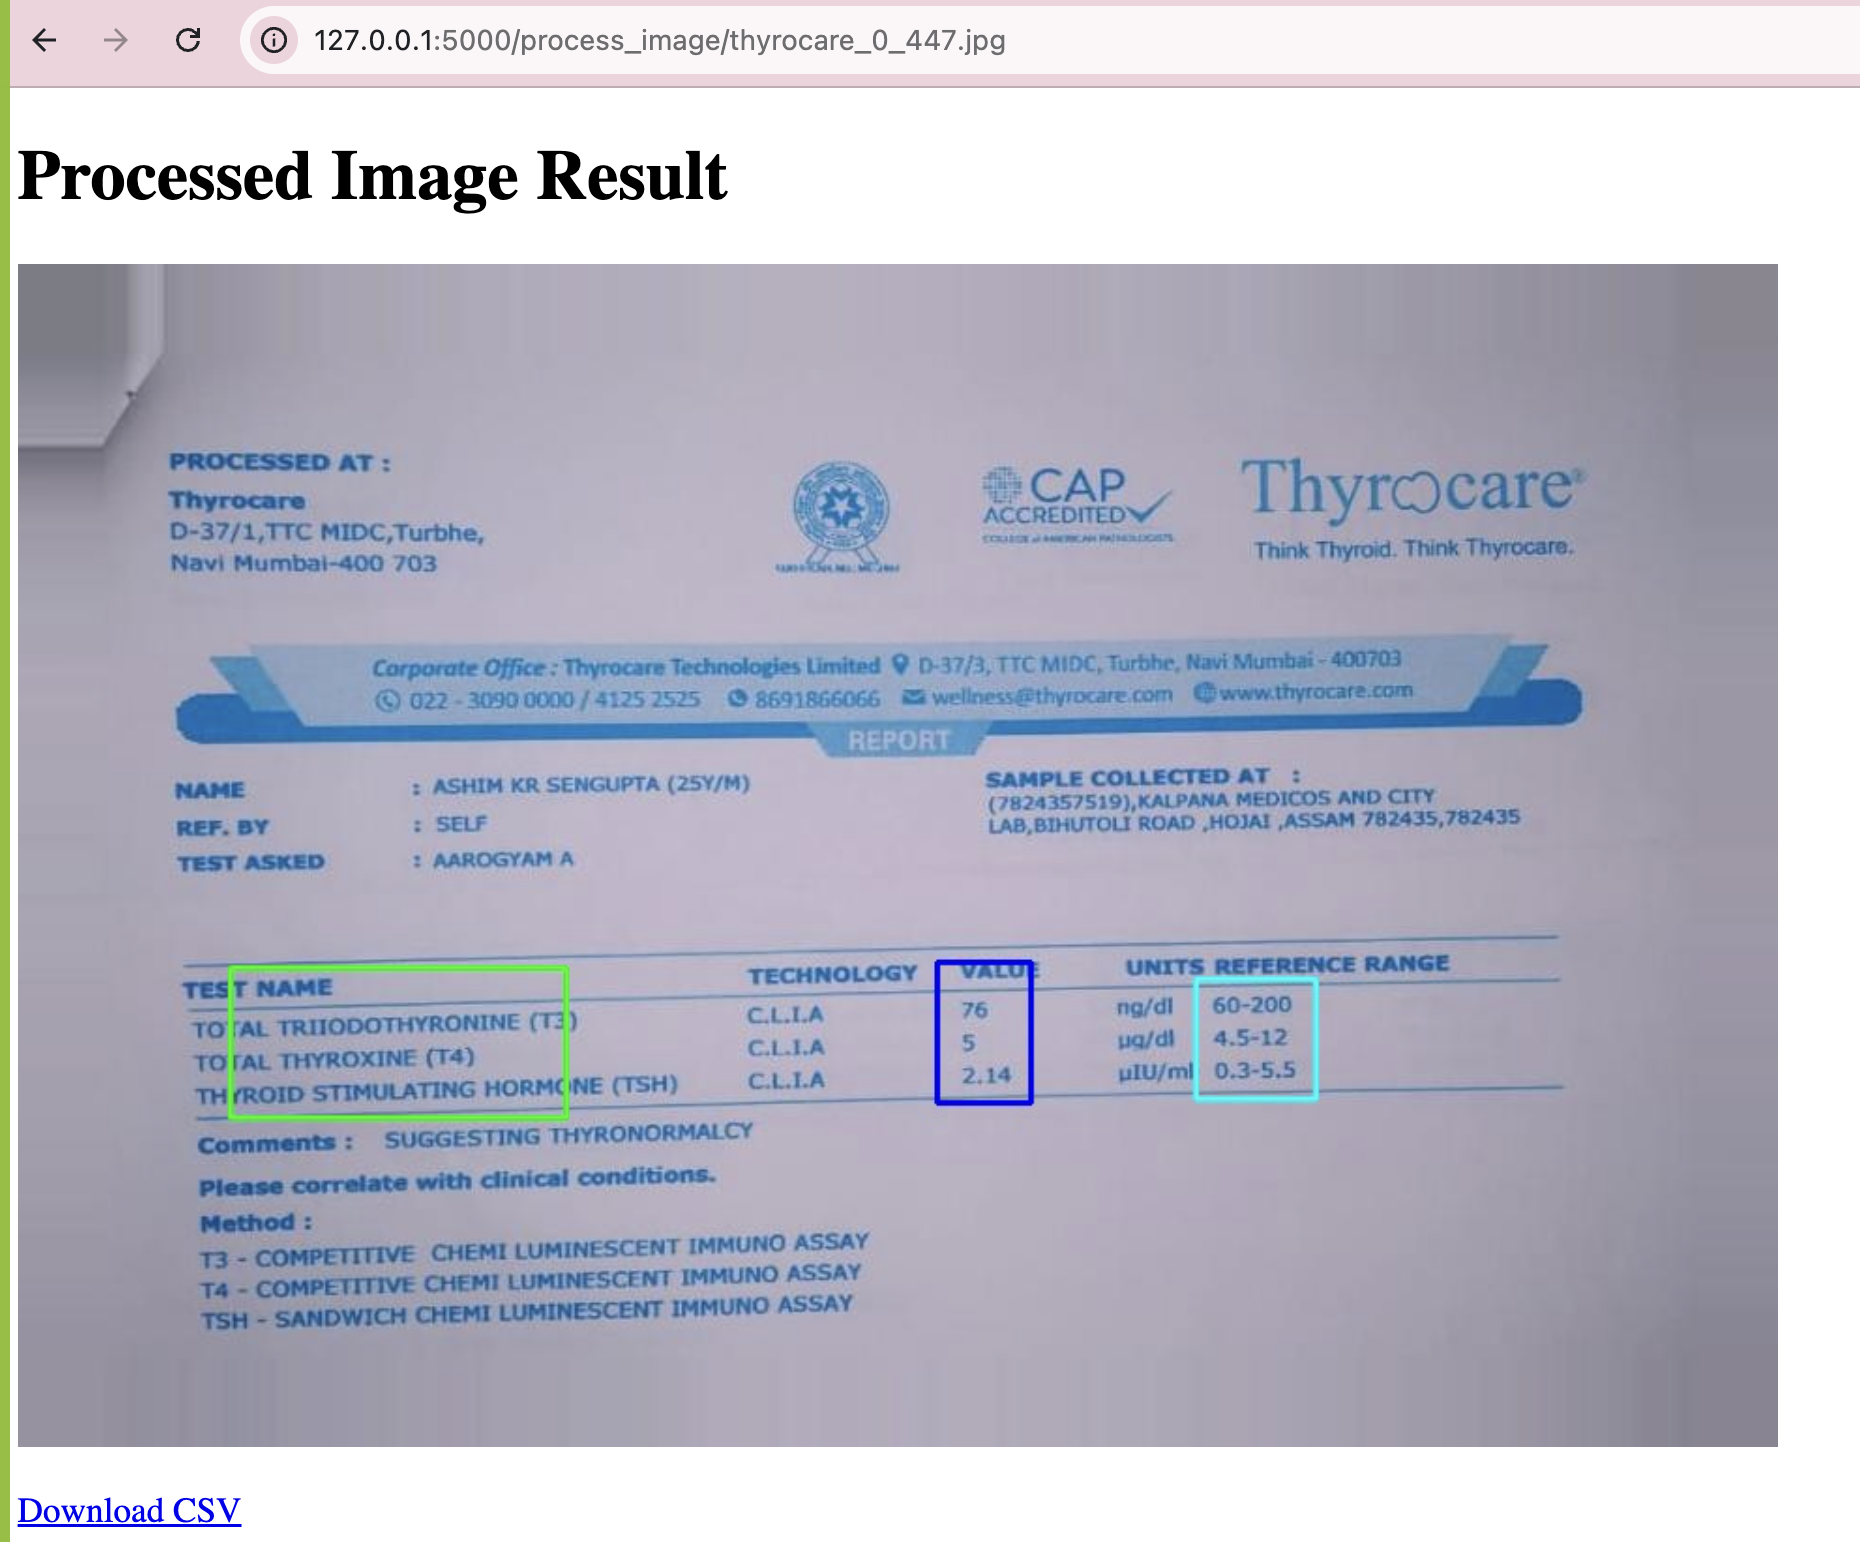 127.0.0.1:5000/process_image/thyrocare_0_447.jpg
Processed Image Result
PROCESSED AT :
Thyrocare
D-37/1,TTC MIDC,Turbhe,
Navi Mumbai-400 703
CAP
ACCREDITED
COLLEGE of AMERICAN PATHOLOGISTS
Thyrocare®
Think Thyroid. Think Thyrocare.
Corporate Office : Thyrocare Technologies Limited D-37/3, TTC MIDC, Turbhe, Navi Mumbai - 400703
022 - 3090 0000 / 4125 2525 8691866066 wellness@thyrocare.com www.thyrocare.com
REPORT
NAME : ASHIM KR SENGUPTA (25Y/M)
REF. BY : SELF
TEST ASKED : AAROGYAM A
SAMPLE COLLECTED AT :
(7824357519),KALPANA MEDICOS AND CITY
LAB,BIHUTOLI ROAD ,HOJAI ,ASSAM 782435,782435
TEST NAME TECHNOLOGY VALUE UNITS REFERENCE RANGE
TOTAL TRIIODOTHYRONINE (T3) C.L.I.A 76 ng/dl 60-200
TOTAL THYROXINE (T4) C.L.I.A 5 µg/dl 4.5-12
THYROID STIMULATING HORMONE (TSH) C.L.I.A 2.14 µIU/ml 0.3-5.5
Comments : SUGGESTING THYRONORMALCY
Please correlate with clinical conditions.
Method :
T3 - COMPETITIVE CHEMI LUMINESCENT IMMUNO ASSAY
T4 - COMPETITIVE CHEMI LUMINESCENT IMMUNO ASSAY
TSH - SANDWICH CHEMI LUMINESCENT IMMUNO ASSAY
Download CSV